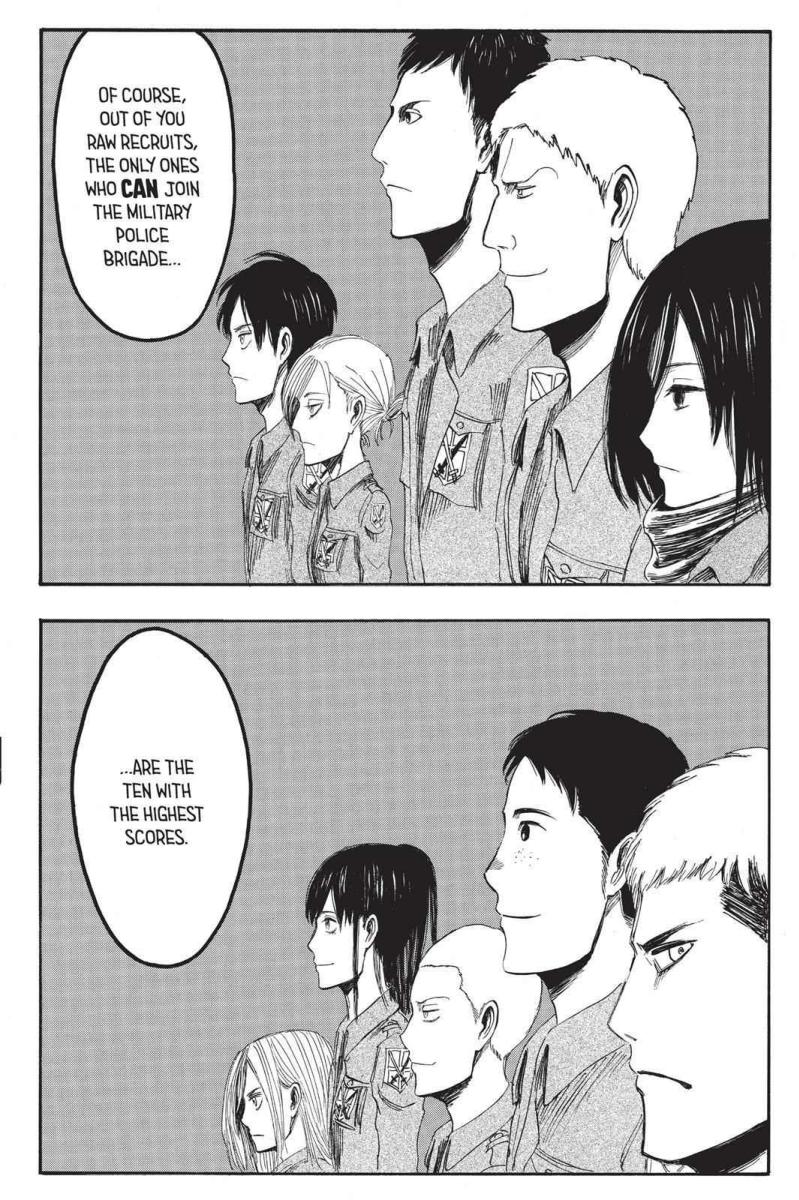 OF COURSE,
OUT OF YOU
RAW RECRUITS,
THE ONLY ONES
WHO CAN JOIN
THE MILITARY
POLICE
BRIGADE...
...ARE THE
TEN WITH
THE HIGHEST
SCORES.